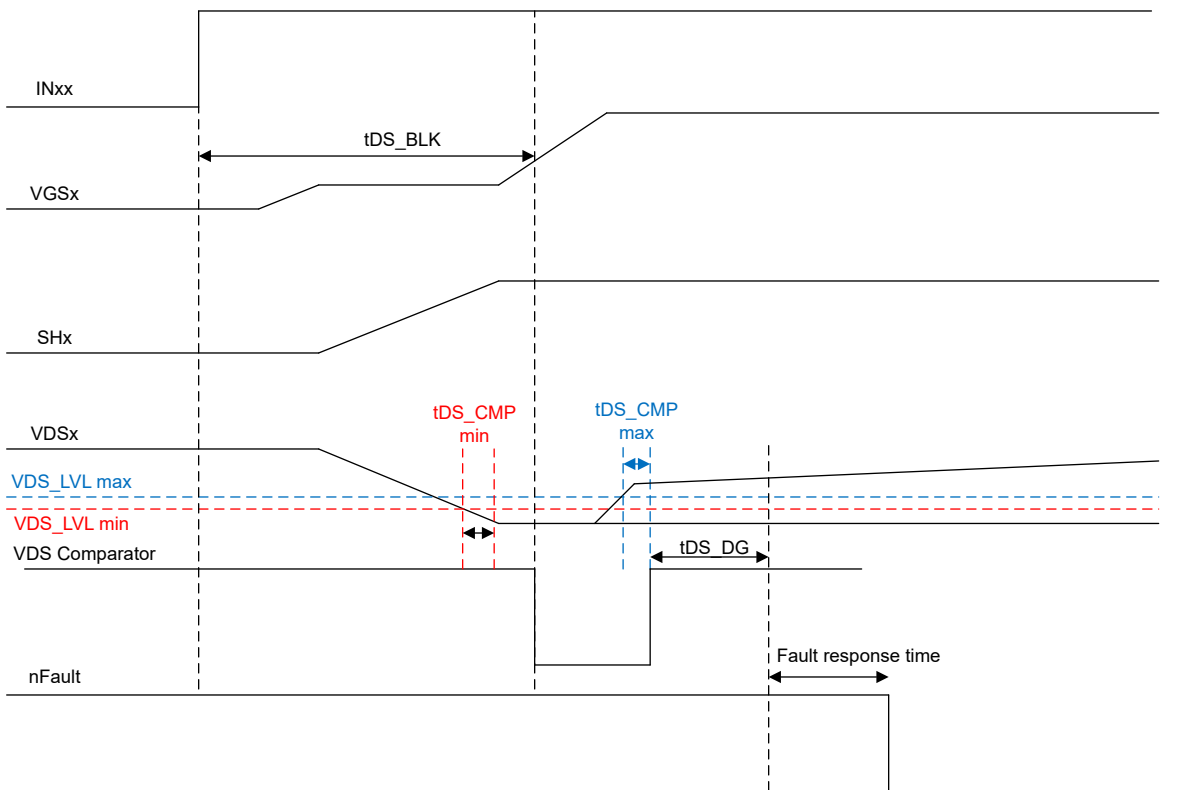 INxx
tDS_BLK
VGSx
SHx
tDS_CMP
min
tDS_CMP
max
VDSx
VDS_LVL max
VDS_LVL min
VDS Comparator
tDS_DG
Fault response time
nFault